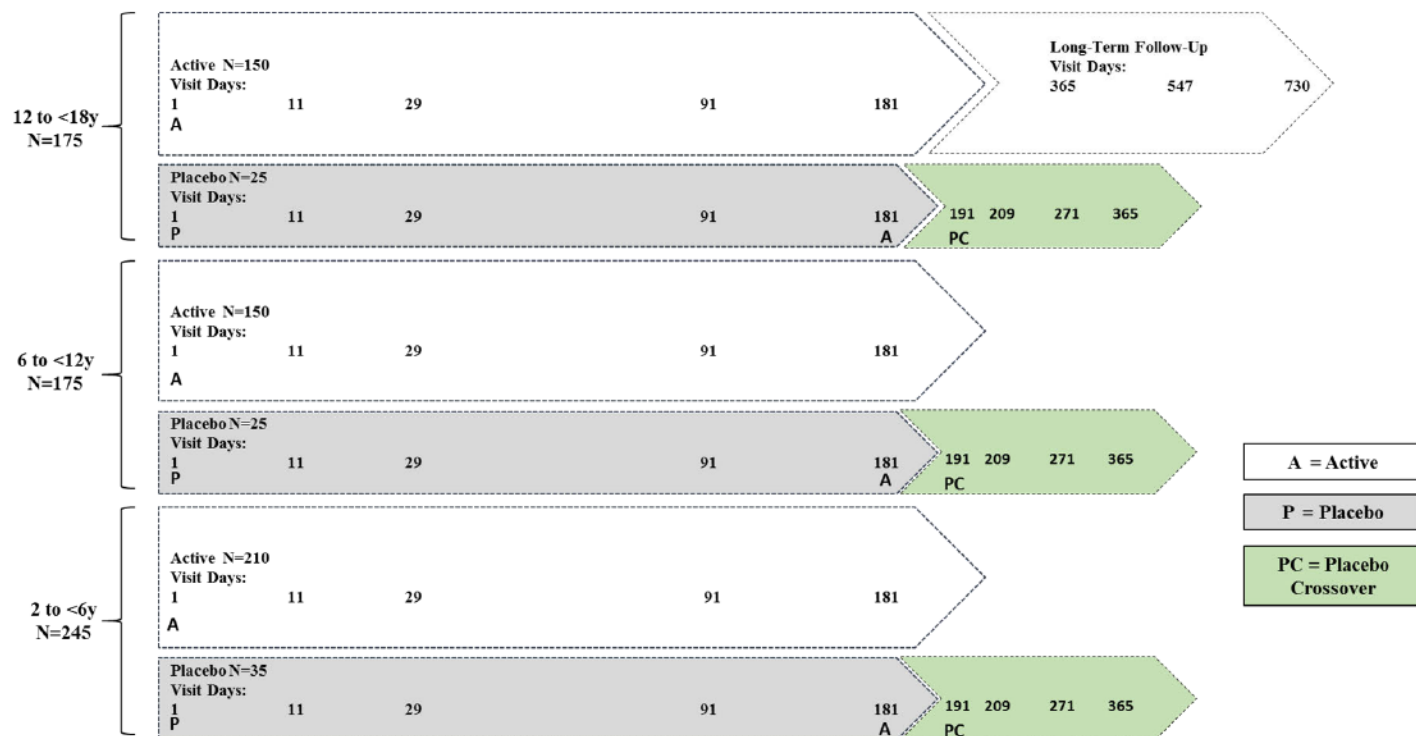 12 to <18y
N=175
Active N=150
Visit Days:
1 11 29 91 181
A
Long-Term Follow-Up
Visit Days:
365 547 730
Placebo N=25
Visit Days:
1 11 29 91 181
P A
191 209 271 365
PC
6 to <12y
N=175
Active N=150
Visit Days:
1 11 29 91 181
A
Placebo N=25
Visit Days:
1 11 29 91 181
P A
191 209 271 365
PC
2 to <6y
N=245
Active N=210
Visit Days:
1 11 29 91 181
A
Placebo N=35
Visit Days:
1 11 29 91 181
P A
191 209 271 365
PC
A = Active
P = Placebo
PC = Placebo
Crossover